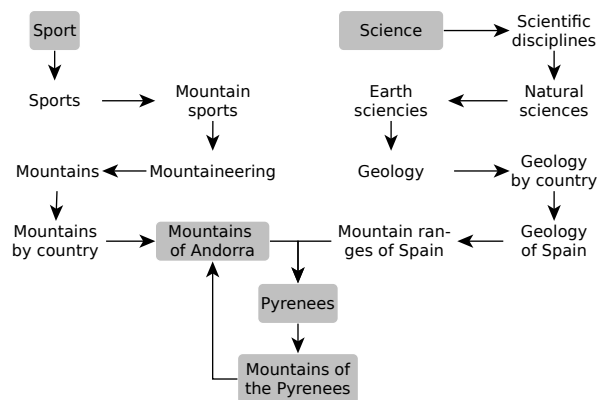 Sport
Science
Scientific
disciplines
Sports
Mountain
sports
Earth
sciencies
Natural
sciences
Mountains
Mountaineering
Geology
Geology
by country
Mountains
by country
Mountains
of Andorra
Mountain ran-
ges of Spain
Geology
of Spain
Pyrenees
Mountains of
the Pyrenees